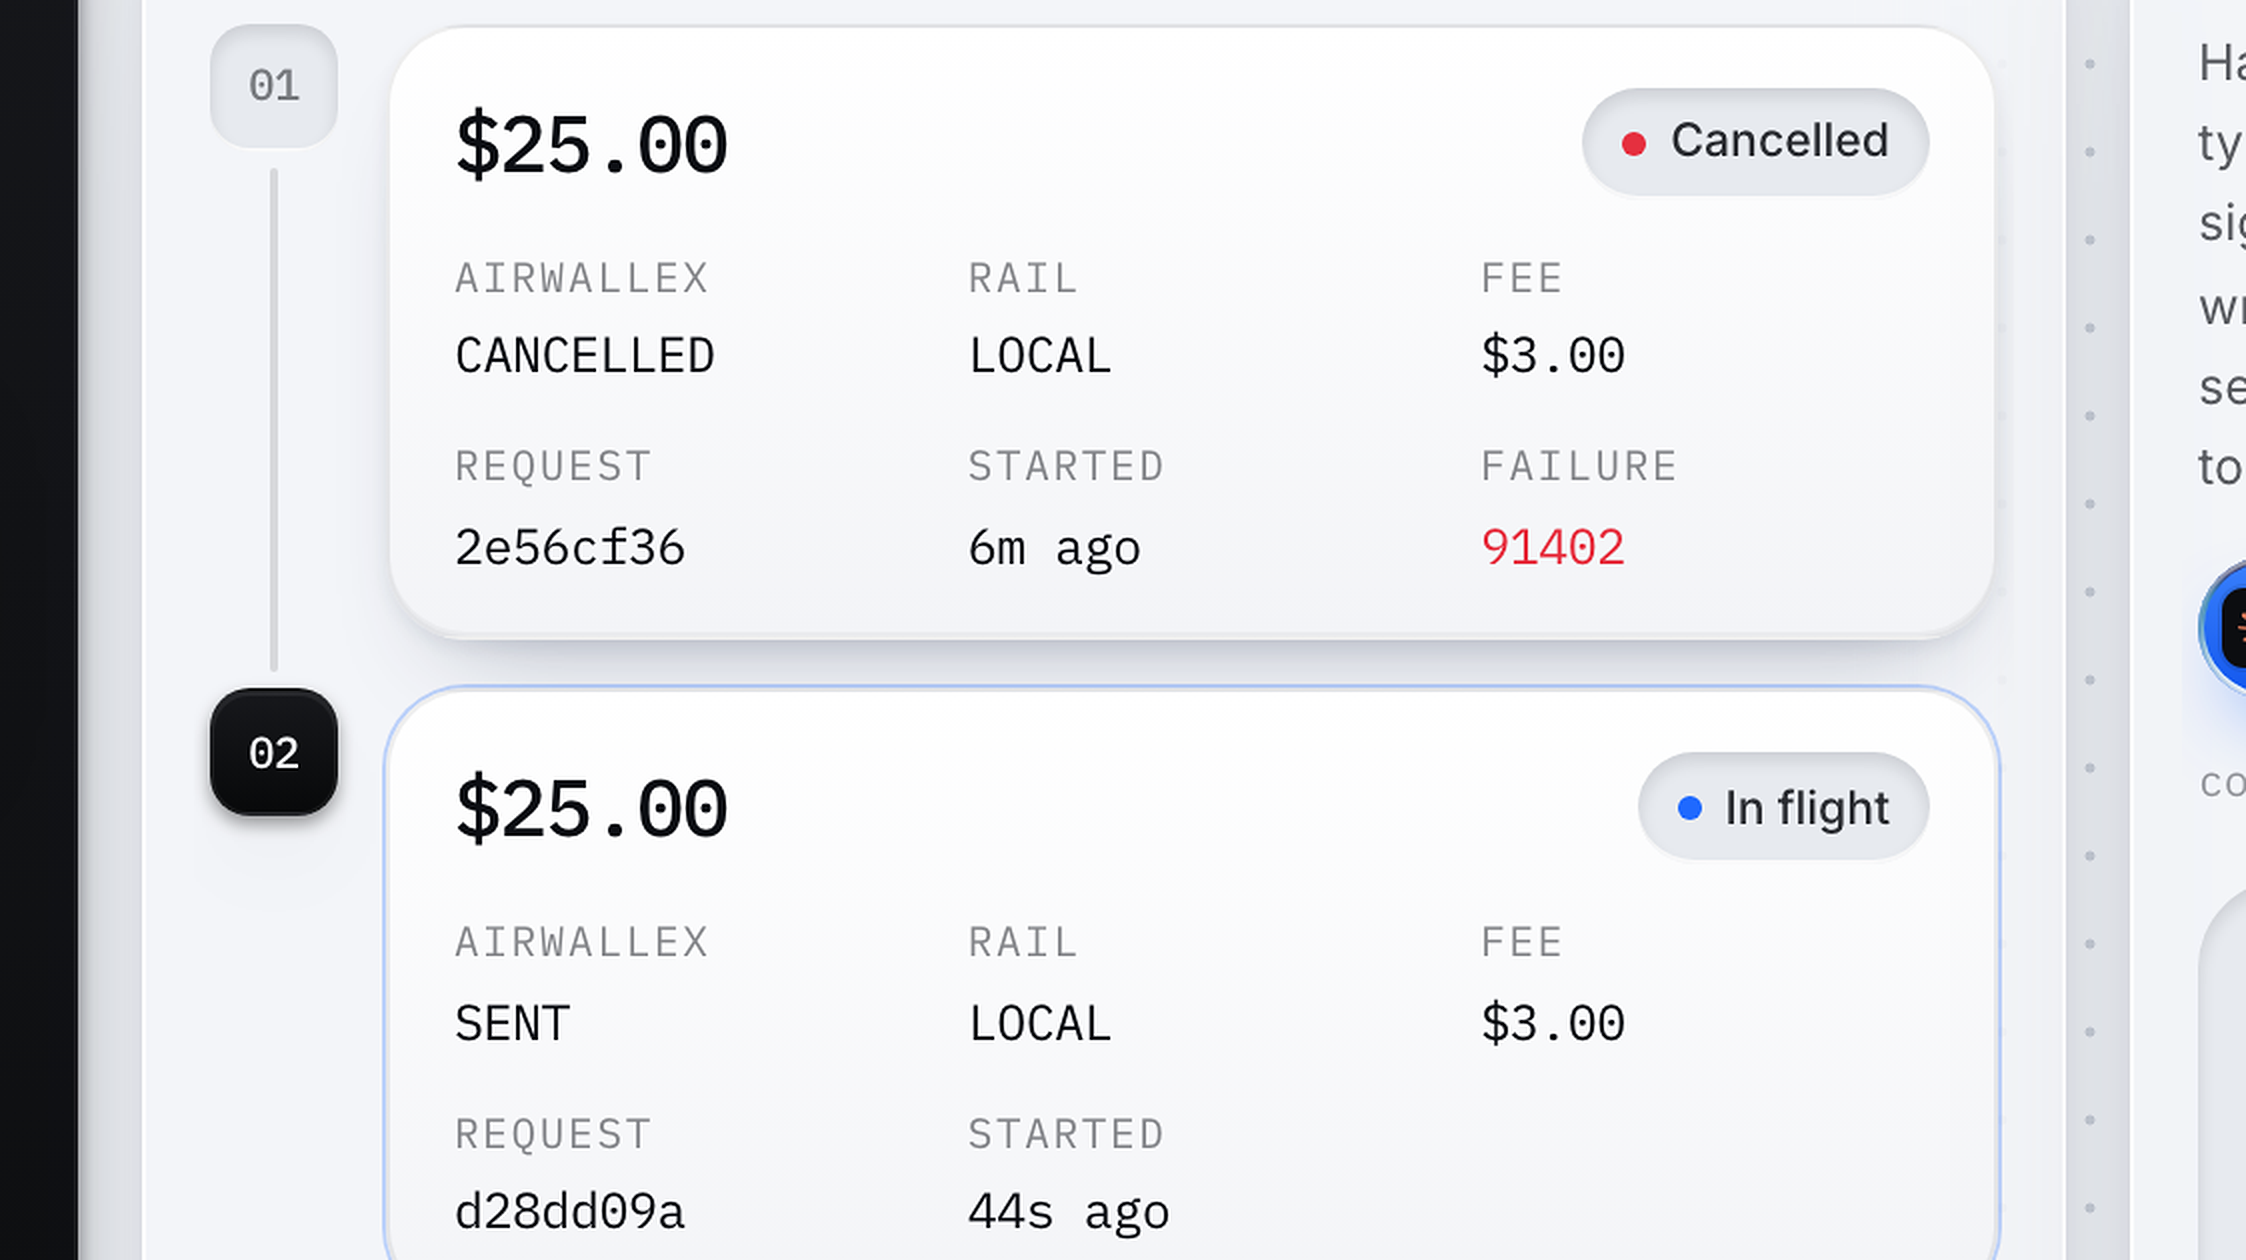 01
$25.00
Cancelled
AIRWALLEX RAIL FEE
CANCELLED LOCAL $3.00
REQUEST STARTED FAILURE
2e56cf36 6m ago 91402
02
$25.00
In flight
AIRWALLEX RAIL FEE
SENT LOCAL $3.00
REQUEST STARTED
d28dd09a 44s ago